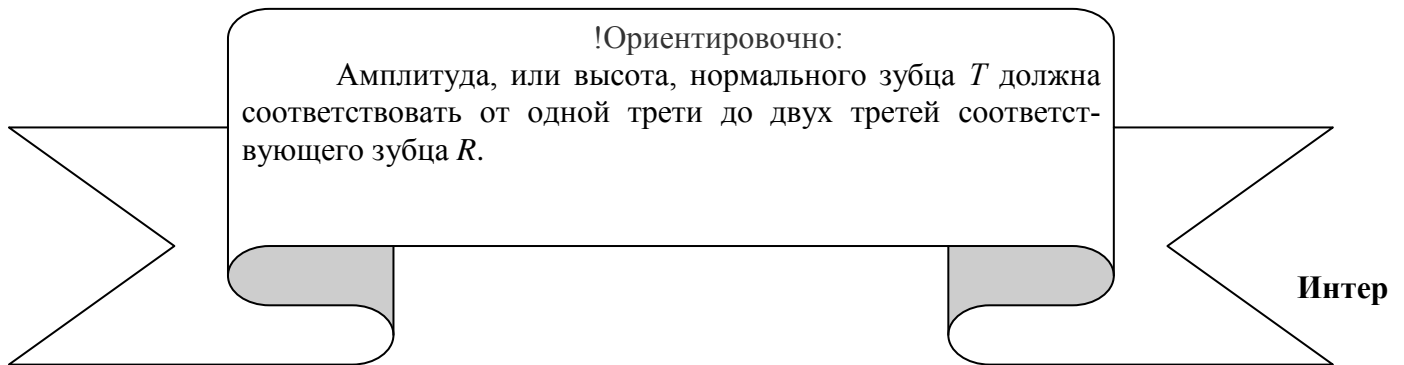 !Ориентировочно:
Амплитуда, или высота, нормального зубца T должна
соответствовать от одной трети до двух третей соответст-
вующего зубца R.
Интер